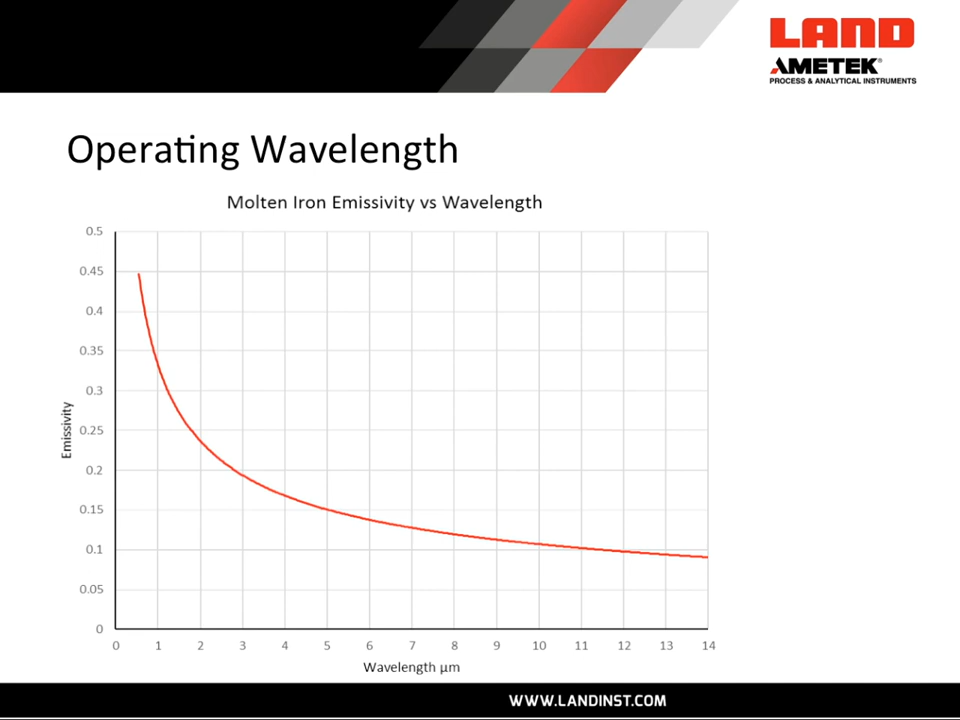 LAND
AMETEK®
PROCESS & ANALYTICAL INSTRUMENTS
Operating Wavelength
Molten Iron Emissivity vs Wavelength
0.5
0.45
0.4
0.35
0.3
0.25
0.2
0.15
0.1
0.05
0
Emissivity
0 1 2 3 4 5 6 7 8 9 10 11 12 13 14
Wavelength μm
WWW.LANDINST.COM